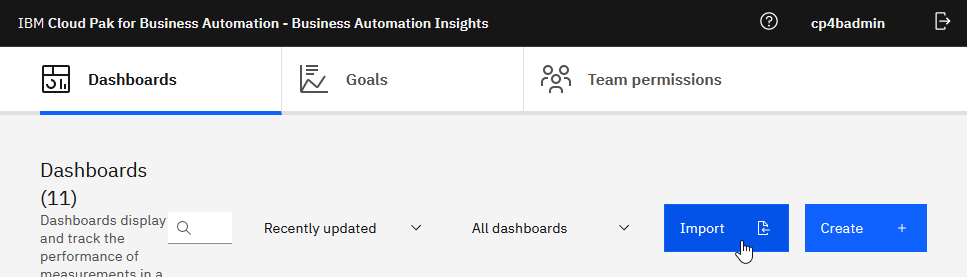 IBM Cloud Pak for Business Automation - Business Automation Insights
cp4badmin
Dashboards
Goals
Team permissions
Dashboards
(11)
Dashboards display
and track the
performance of
measurements in a
Recently updated
All dashboards
Import
Create